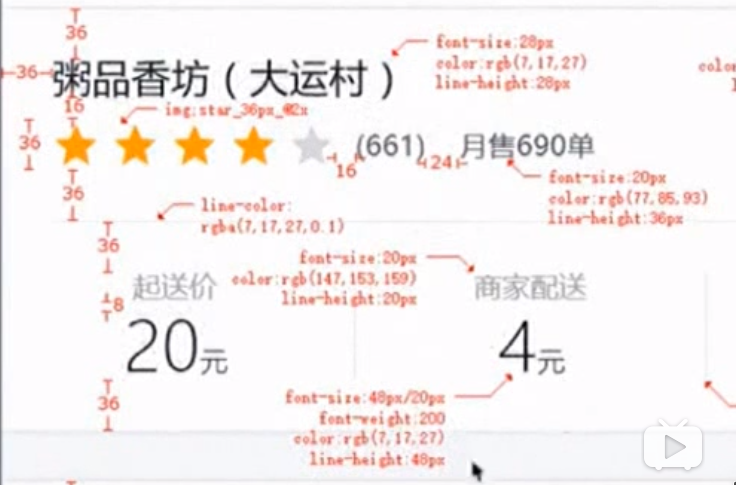 36
font-size:28px
color:rgb(7,17,27)
line-height:28px
36
粥品香坊（大运村）
16
img:star_36px_@2x
36
(661)
月售690单
16
24
font-size:20px
color:rgb(77,85,93)
line-height:36px
36
line-color:
rgba(7,17,27,0.1)
36
font-size:20px
color:rgb(147,153,159)
line-height:20px
起送价
商家配送
8
20元
4元
36
font-size:48px/20px
font-weight:200
color:rgb(7,17,27)
line-height:48px